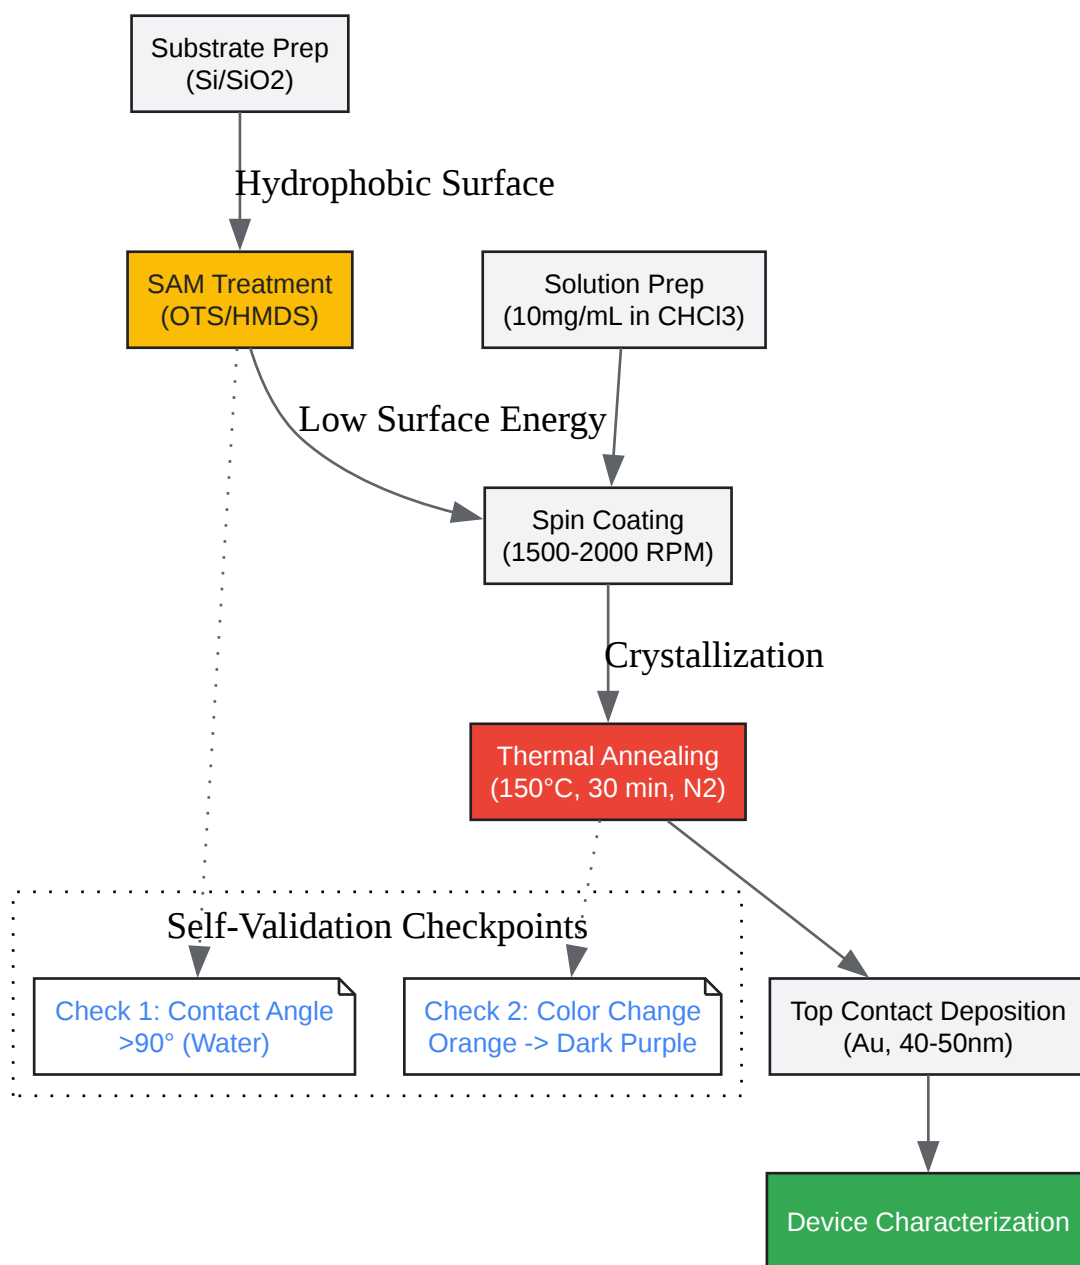 Substrate Prep
(Si/SiO2)
Hydrophobic Surface
SAM Treatment
(OTS/HMDS)
Solution Prep
(10mg/mL in CHCl3)
Low Surface Energy
Spin Coating
(1500-2000 RPM)
Crystallization
Thermal Annealing
(150°C, 30 min, N2)
Self-Validation Checkpoints
Check 1: Contact Angle
>90° (Water)
Check 2: Color Change
Orange -> Dark Purple
Top Contact Deposition
(Au, 40-50nm)
Device Characterization